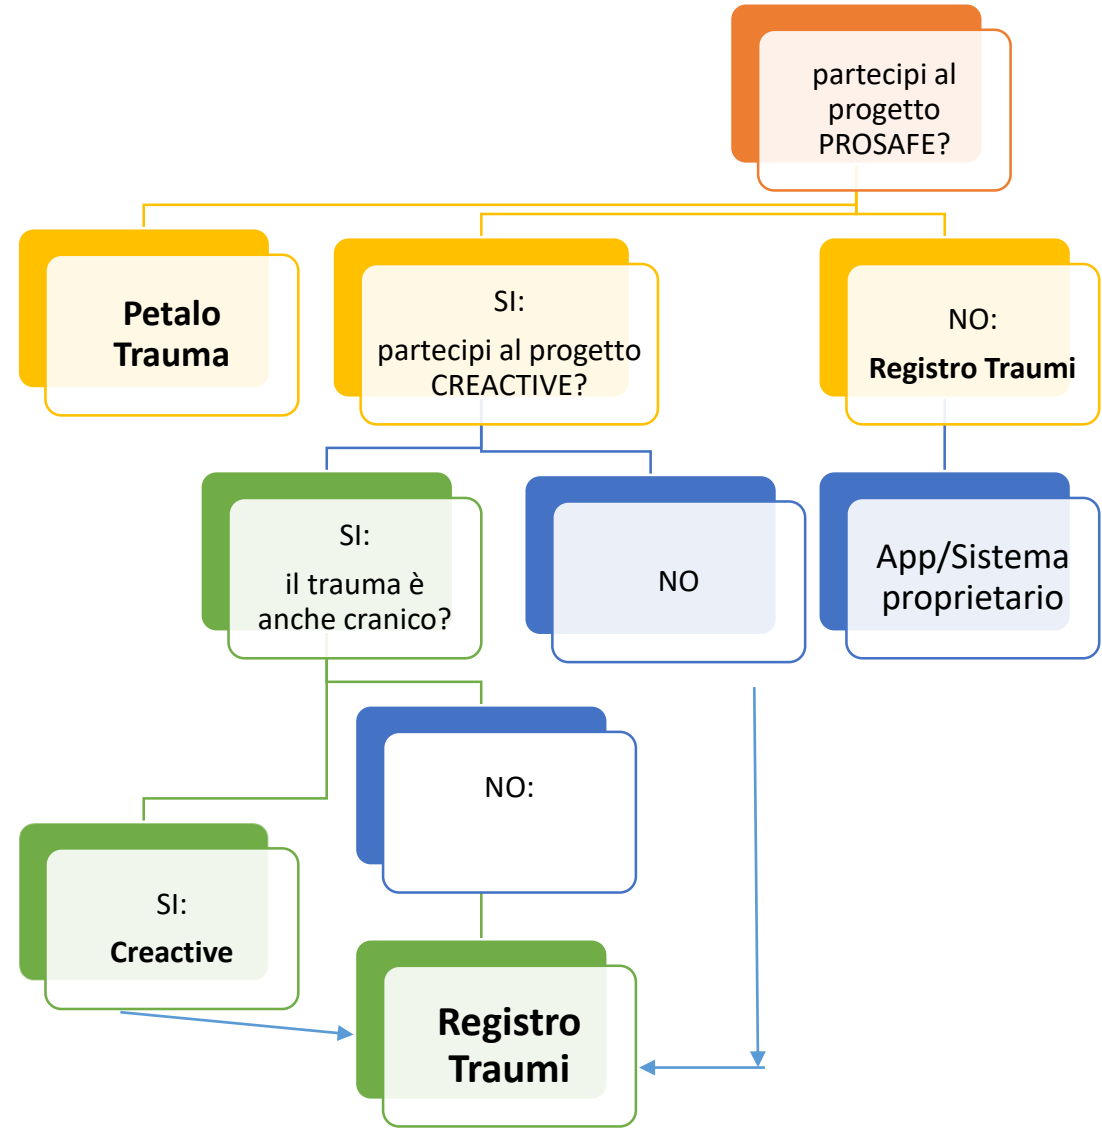 partecipi al
progetto
PROSAFE?
Petalo
Trauma
SI:
partecipi al progetto
CREACTIVE?
NO:
Registro Traumi
SI:
il trauma è
anche cranico?
NO
App/Sistema
proprietario
NO:
SI:
Creactive
Registro
Traumi